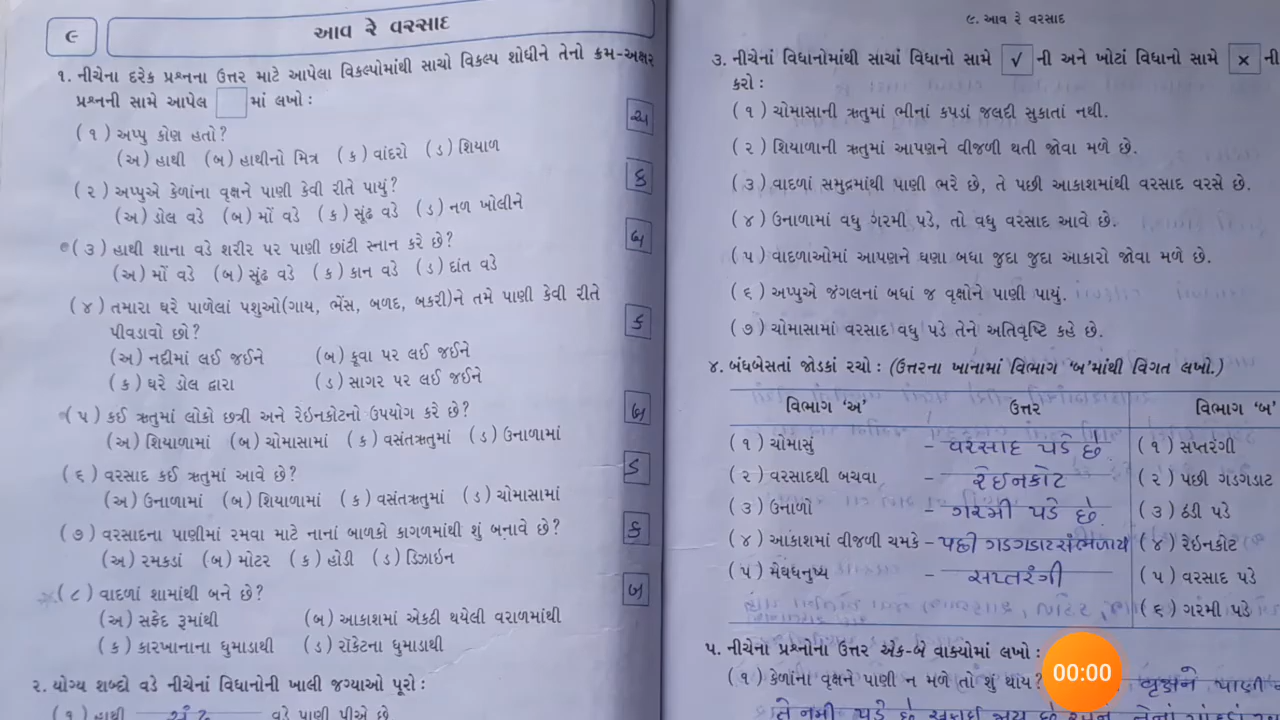 ૯
આવ રે વરસાદ
૧. નીચેના દરેક પ્રશ્નના ઉત્તર માટે આપેલા વિકલ્પોમાંથી સાચો વિકલ્પ શોધીને તેનો ક્રમ-અક્ષર
પ્રશ્નની સામે આપેલ માં લખો :
(૧) અપ્પુ કોણ હતો? અ
(અ) હાથી (બ) હાથીનો મિત્ર (ક) વાંદરો (ડ) શિયાળ
(૨) અપ્પુએ કેળાંના વૃક્ષને પાણી કેવી રીતે પાયું? ક
(અ) ડોલ વડે (બ) મોં વડે (ક) સૂંઢ વડે (ડ) નળ ખોલીને
(૩) હાથી શાના વડે શરીર પર પાણી છાંટી સ્નાન કરે છે? બ
(અ) મોં વડે (બ) સૂંઢ વડે (ક) કાન વડે (ડ) દાંત વડે
(૪) તમારા ઘરે પાળેલાં પશુઓ(ગાય, ભેંસ, બળદ, બકરી)ને તમે પાણી કેવી રીતે
પીવડાવો છો? ક
(અ) નદીમાં લઈ જઈને (બ) કૂવા પર લઈ જઈને
(ક) ઘરે ડોલ દ્વારા (ડ) સાગર પર લઈ જઈને
(૫) કઈ ઋતુમાં લોકો છત્રી અને રેઇનકોટનો ઉપયોગ કરે છે? બ
(અ) શિયાળામાં (બ) ચોમાસામાં (ક) વસંતઋતુમાં (ડ) ઉનાળામાં
(૬) વરસાદ કઈ ઋતુમાં આવે છે? ડ
(અ) ઉનાળામાં (બ) શિયાળામાં (ક) વસંતઋતુમાં (ડ) ચોમાસામાં
(૭) વરસાદના પાણીમાં રમવા માટે નાનાં બાળકો કાગળમાંથી શું બનાવે છે? ક
(અ) રમકડાં (બ) મોટર (ક) હોડી (ડ) ડિઝાઇન
(૮) વાદળાં શામાંથી બને છે? બ
(અ) સફેદ રૂમાંથી (બ) આકાશમાં એકઠી થયેલી વરાળમાંથી
(ક) કારખાનાના ધુમાડાથી (ડ) રૉકેટના ધુમાડાથી
૨. યોગ્ય શબ્દો વડે નીચેનાં વિધાનોની ખાલી જગ્યાઓ પૂરો :
(૧) હાથી સૂંઢ વડે પાણી પીએ છે
૯. આવ રે વરસાદ
૩. નીચેનાં વિધાનોમાંથી સાચાં વિધાનો સામે ✓ ની અને ખોટાં વિધાનો સામે × ની
કરો :
(૧) ચોમાસાની ઋતુમાં ભીનાં કપડાં જલદી સુકાતાં નથી.
(૨) શિયાળાની ઋતુમાં આપણને વીજળી થતી જોવા મળે છે.
(૩) વાદળાં સમુદ્રમાંથી પાણી ભરે છે, તે પછી આકાશમાંથી વરસાદ વરસે છે.
(૪) ઉનાળામાં વધુ ગરમી પડે, તો વધુ વરસાદ આવે છે.
(૫) વાદળાંઓમાં આપણને ઘણા બધા જુદા જુદા આકારો જોવા મળે છે.
(૬) અપ્પુએ જંગલનાં બધાં જ વૃક્ષોને પાણી પાયું.
(૭) ચોમાસામાં વરસાદ વધુ પડે તેને અતિવૃષ્ટિ કહે છે.
૪. બંધબેસતાં જોડકાં રચો : (ઉત્તરના ખાનામાં વિભાગ ‘બ’માંથી વિગત લખો.)
વિભાગ ‘અ’ ઉત્તર વિભાગ ‘બ’
(૧) ચોમાસું - વરસાદ પડે છે (૧) સપ્તરંગી
(૨) વરસાદથી બચવા - રેઈનકોટ (૨) પછી ગડગડાટ
(૩) ઉનાળો - ગરમી પડે છે. (૩) ઠંડી પડે
(૪) આકાશમાં વીજળી ચમકે - પછી ગડગડાટ સંભળાય (૪) રેઇનકોટ
(૫) મેઘધનુષ્ય - સપ્તરંગી (૫) વરસાદ પડે
(૬) ગરમી પડે
૫. નીચેના પ્રશ્નોના ઉત્તર એક-બે વાક્યોમાં લખો :
(૧) કેળાંના વૃક્ષને પાણી ન મળે તો શું થાય? વૃક્ષને પાણી
00:00
તે નમી પડે છે